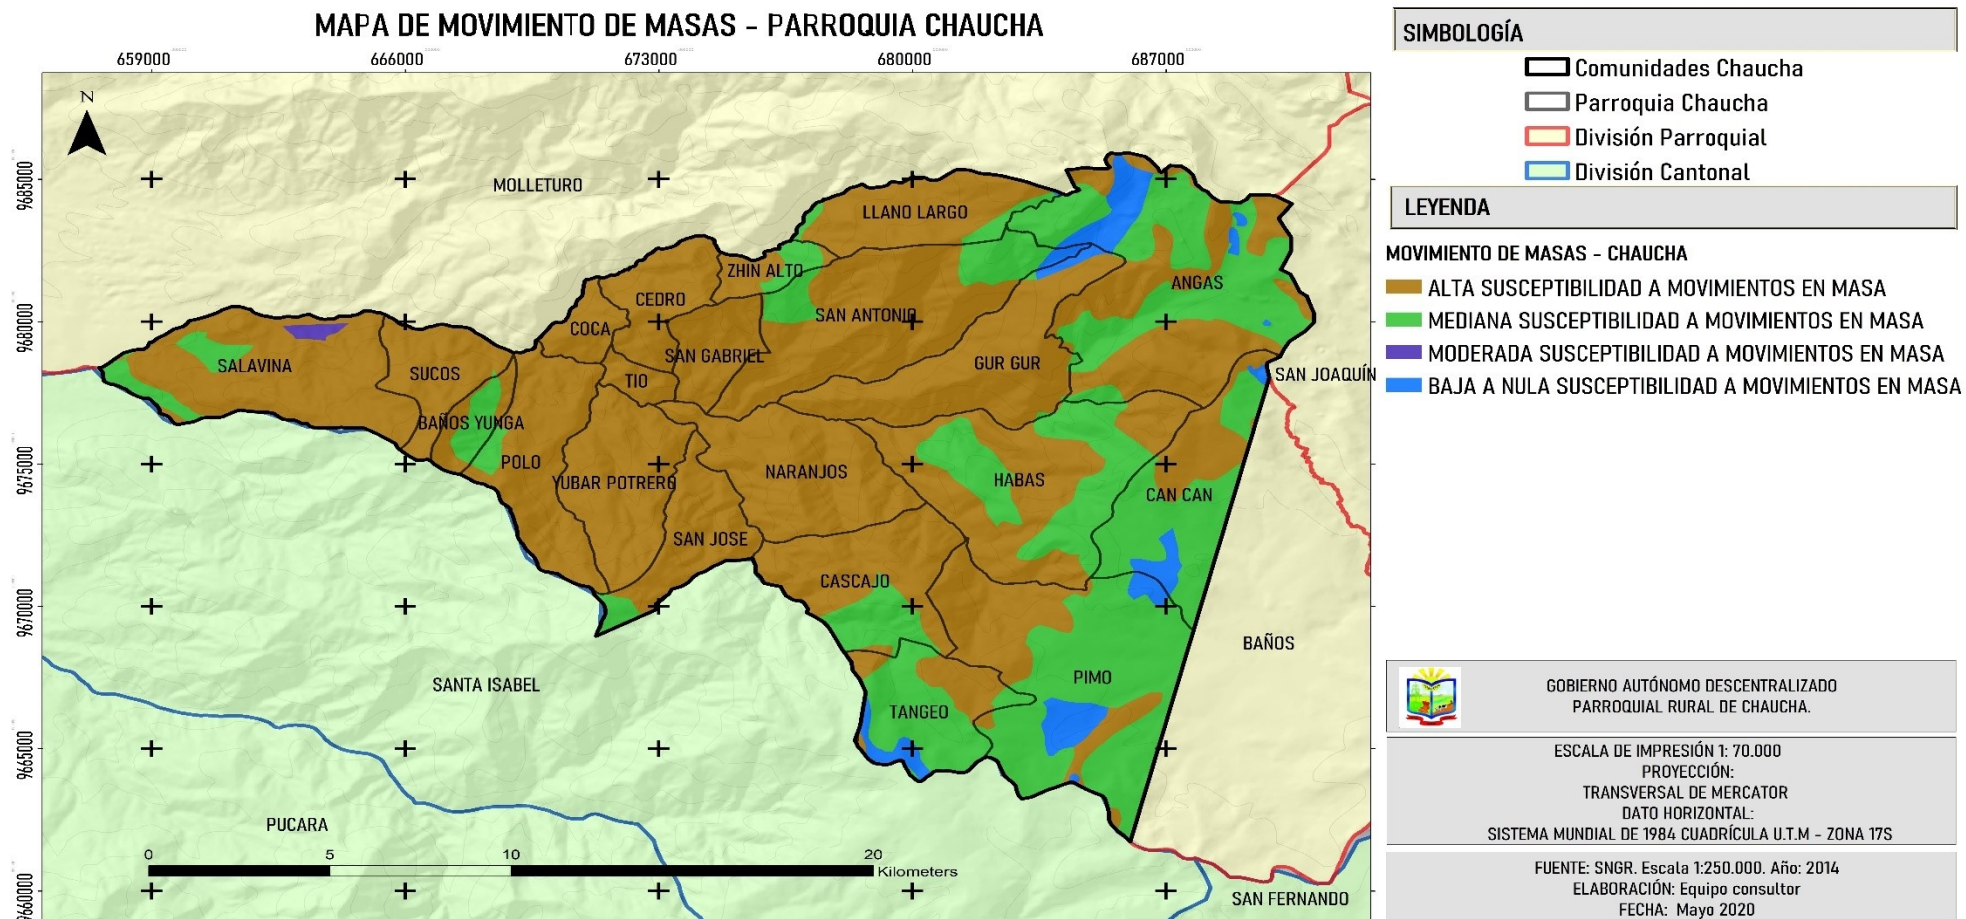 MAPA DE MOVIMIENTO DE MASAS - PARROQUIA CHAUCHA
659000
666000
673000
680000
687000
N
9685000
9680000
9675000
9670000
9665000
9660000
MOLLETURO
LLANO LARGO
ZHIN ALTO
CEDRO
COCA
SAN ANTONIO
ANGAS
SAN GABRIEL
GUR GUR
SALAVINA
SUCOS
TIO
SAN JOAQUÍN
BAÑOS YUNGA
POLO
YUBAR POTRERO
NARANJOS
HABAS
CAN CAN
SAN JOSE
CASCAJO
BAÑOS
PIMO
SANTA ISABEL
TANGEO
PUCARA
SAN FERNANDO
0
5
10
20
Kilometers
SIMBOLOGÍA
Comunidades Chaucha
Parroquia Chaucha
División Parroquial
División Cantonal
LEYENDA
MOVIMIENTO DE MASAS - CHAUCHA
ALTA SUSCEPTIBILIDAD A MOVIMIENTOS EN MASA
MEDIANA SUSCEPTIBILIDAD A MOVIMIENTOS EN MASA
MODERADA SUSCEPTIBILIDAD A MOVIMIENTOS EN MASA
BAJA A NULA SUSCEPTIBILIDAD A MOVIMIENTOS EN MASA
GOBIERNO AUTÓNOMO DESCENTRALIZADO
PARROQUIAL RURAL DE CHAUCHA.
ESCALA DE IMPRESIÓN 1: 70.000
PROYECCIÓN:
TRANSVERSAL DE MERCATOR
DATO HORIZONTAL:
SISTEMA MUNDIAL DE 1984 CUADRÍCULA U.T.M - ZONA 17S
FUENTE: SNGR. Escala 1:250.000. Año: 2014
ELABORACIÓN: Equipo consultor
FECHA: Mayo 2020